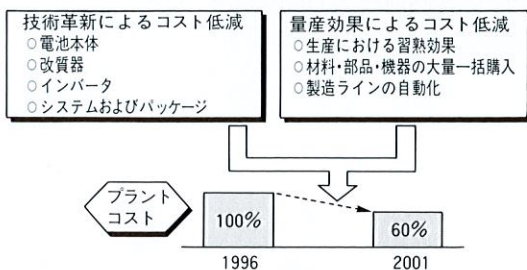 技術革新によるコスト低減
○電池本体
○改質器
○インバータ
○システムおよびパッケージ
量産効果によるコスト低減
○生産における習熟効果
○材料・部品・機器の大量一括購入
○製造ラインの自動化
プラント
コスト
100%
60%
1996
2001